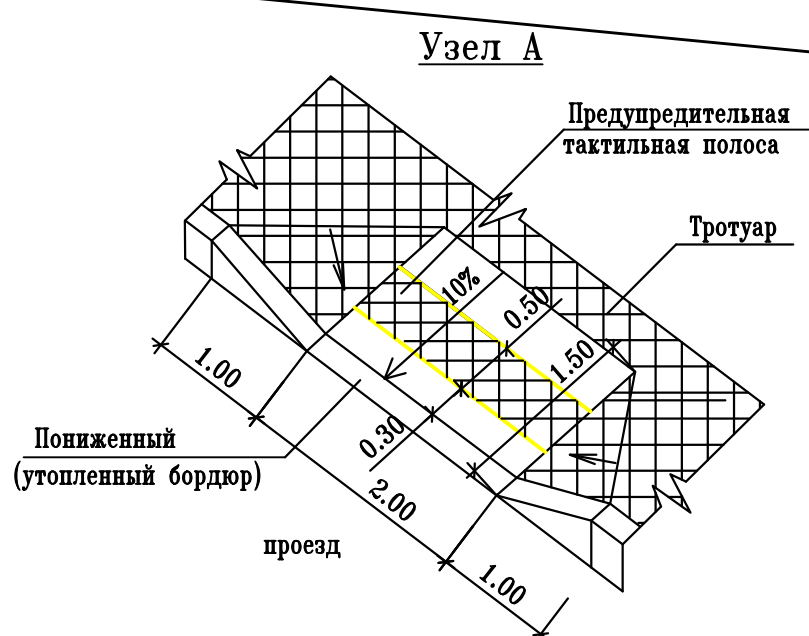 Узел А
Предупредительная
тактильная полоса
Тротуар
10%
0.50
1.50
1.00
0.30
Пониженный
(утопленный бордюр)
2.00
проезд
1.00